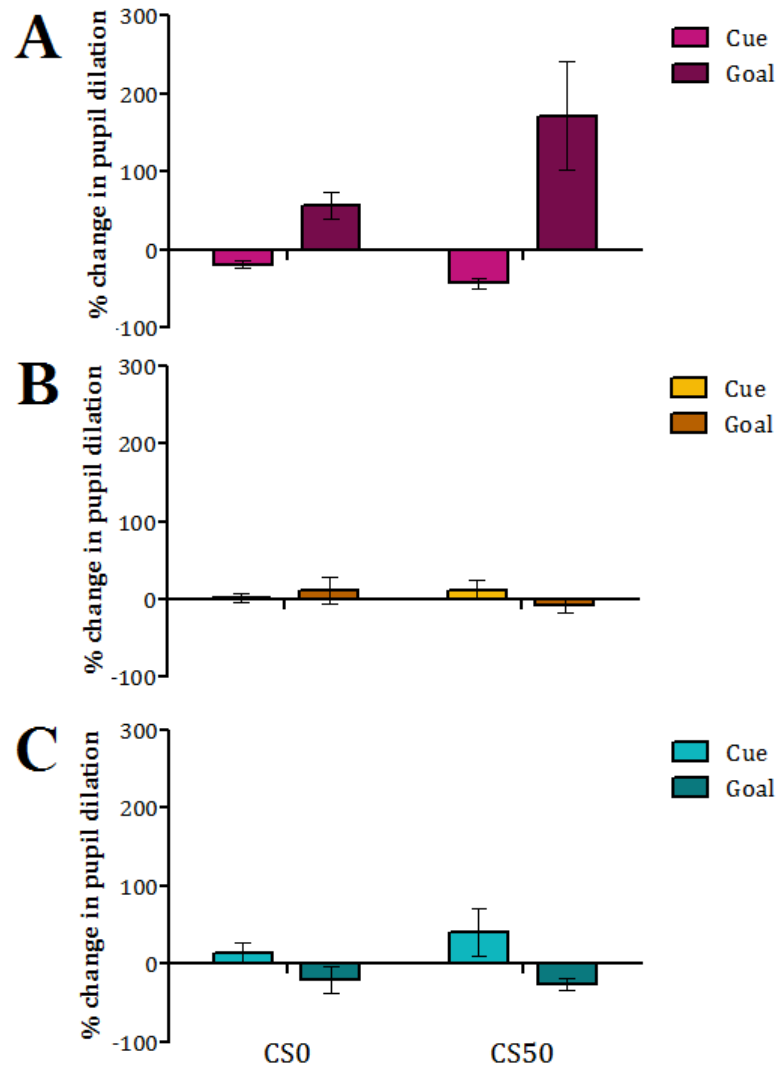 A
% change in pupil dilation
300
200
100
0
-100
Cue
Goal
B
% change in pupil dilation
300
200
100
0
-100
Cue
Goal
C
% change in pupil dilation
300
200
100
0
-100
Cue
Goal
CS0 CS50